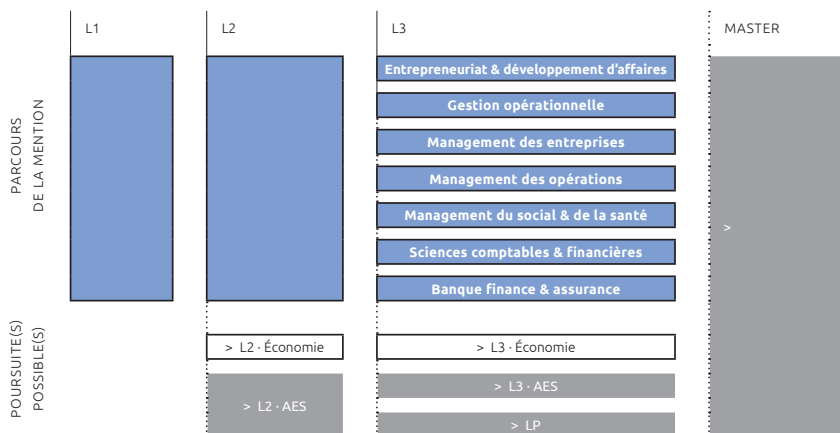 L1
L2
L3
MASTER
PARCOURS
DE LA MENTION
Entrepreneuriat & développement d’affaires
Gestion opérationnelle
Management des entreprises
Management des opérations
Management du social & de la santé
Sciences comptables & financières
Banque finance & assurance
>
POURSUITE(S)
POSSIBLE(S)
> L2 · Économie
> L3 · Économie
> L2 · AES
> L3 · AES
> LP